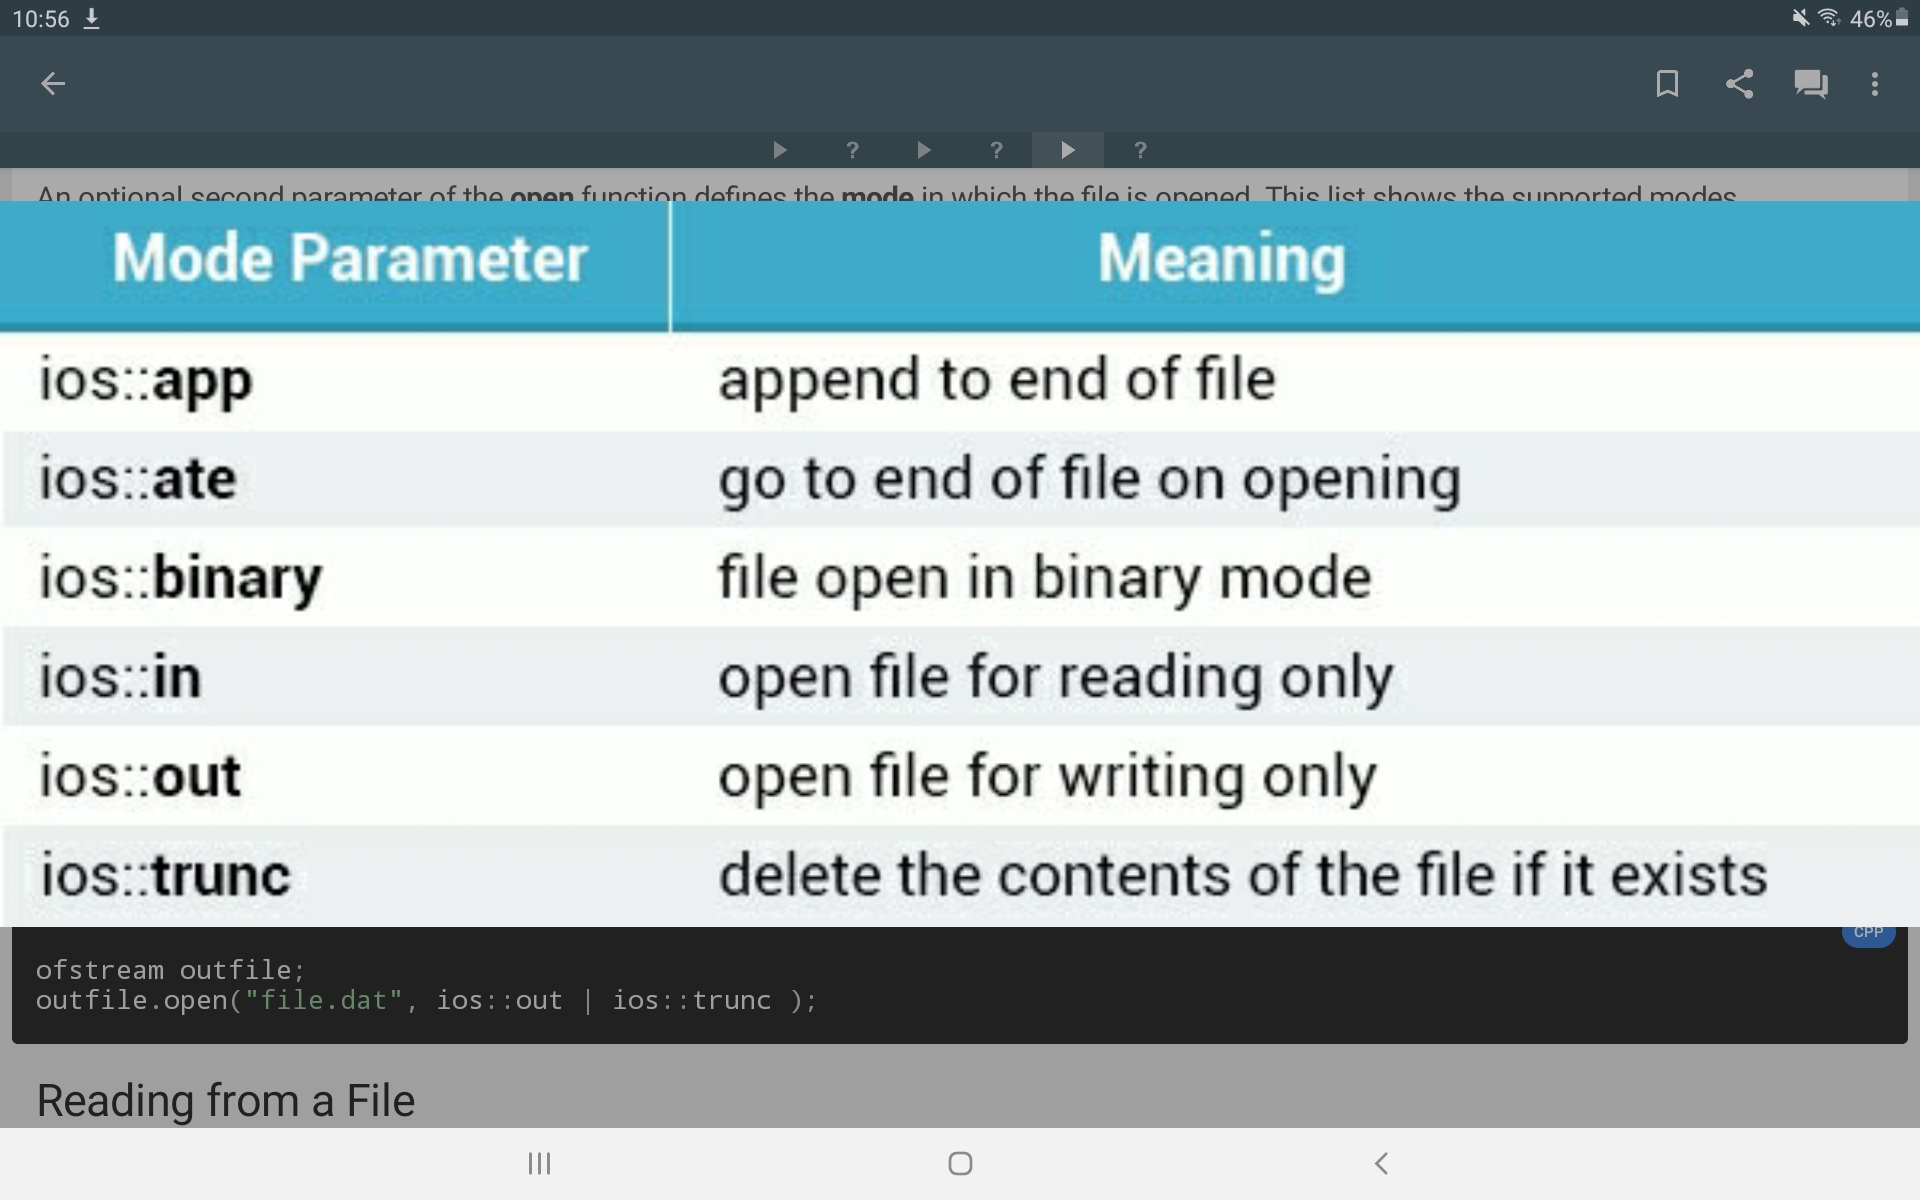 10:56
46%
? ? ?
An optional second parameter of the open function defines the mode in which the file is opened. This list shows the supported modes
Mode Parameter Meaning
ios::app append to end of file
ios::ate go to end of file on opening
ios::binary file open in binary mode
ios::in open file for reading only
ios::out open file for writing only
ios::trunc delete the contents of the file if it exists
CPP
ofstream outfile;
outfile.open("file.dat", ios::out | ios::trunc );
Reading from a File